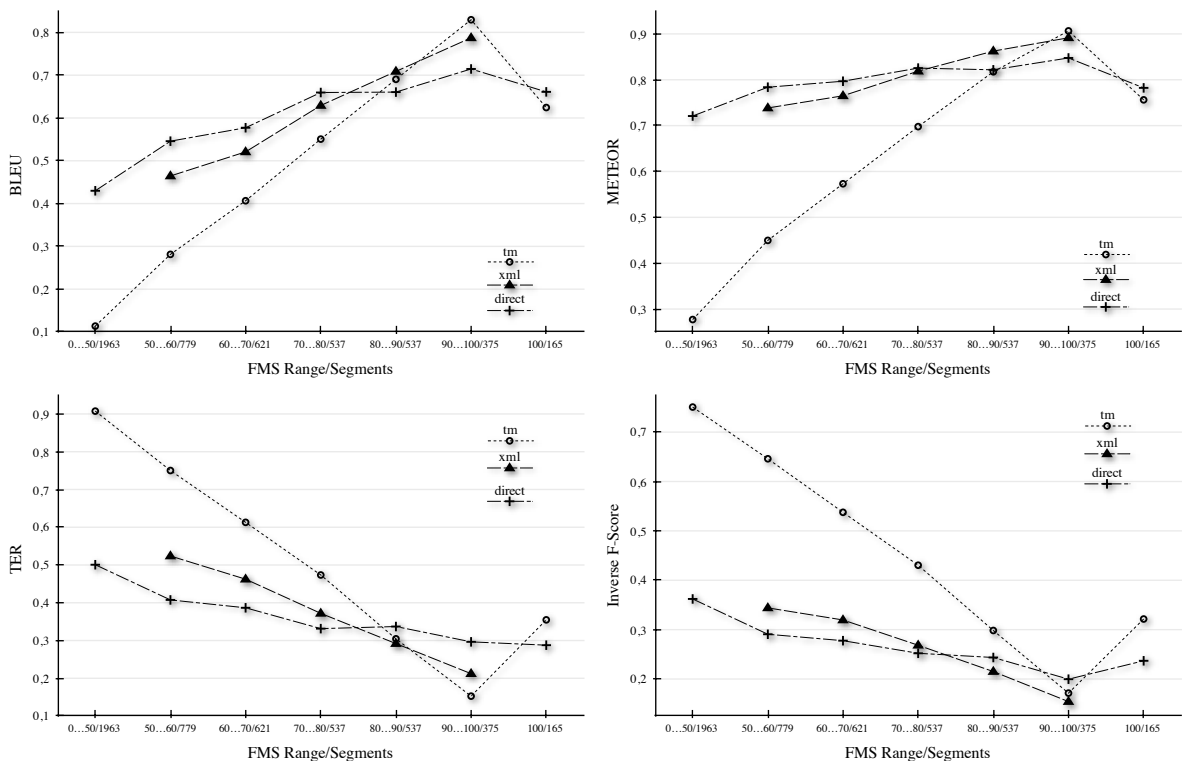 0,8
0,7
0,6
0,5
0,4
0,3
0,2
0,1
BLEU
tm
xml
direct
0…50/1963 50…60/779 60…70/621 70…80/537 80…90/537 90…100/375 100/165
FMS Range/Segments
0,9
0,8
0,7
0,6
0,5
0,4
0,3
METEOR
tm
xml
direct
0…50/1963 50…60/779 60…70/621 70…80/537 80…90/537 90…100/375 100/165
FMS Range/Segments
0,9
0,8
0,7
0,6
0,5
0,4
0,3
0,2
0,1
TER
tm
xml
direct
0…50/1963 50…60/779 60…70/621 70…80/537 80…90/537 90…100/375 100/165
FMS Range/Segments
0,7
0,6
0,5
0,4
0,3
0,2
Inverse F-Score
tm
xml
direct
0…50/1963 50…60/779 60…70/621 70…80/537 80…90/537 90…100/375 100/165
FMS Range/Segments